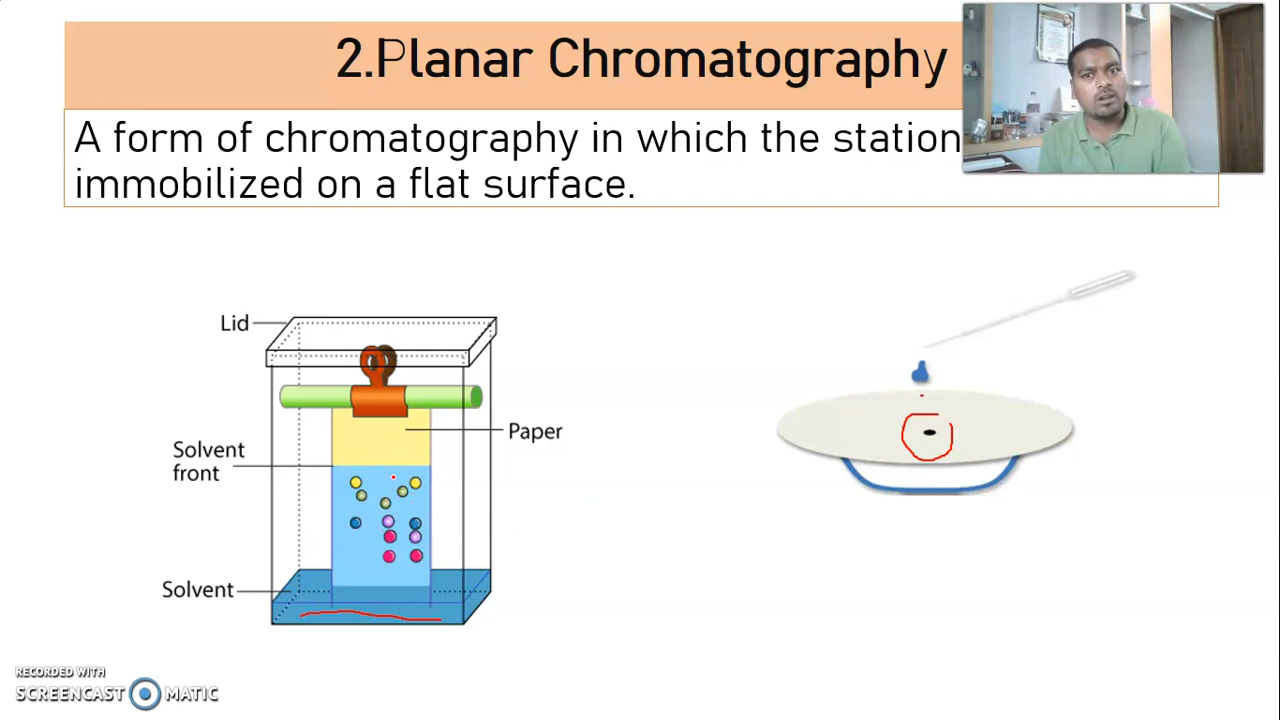 2.Planar Chromatography
A form of chromatography in which the station
immobilized on a flat surface.
Lid
Paper
Solvent
front
Solvent
RECORDED WITH
SCREENCAST MATIC